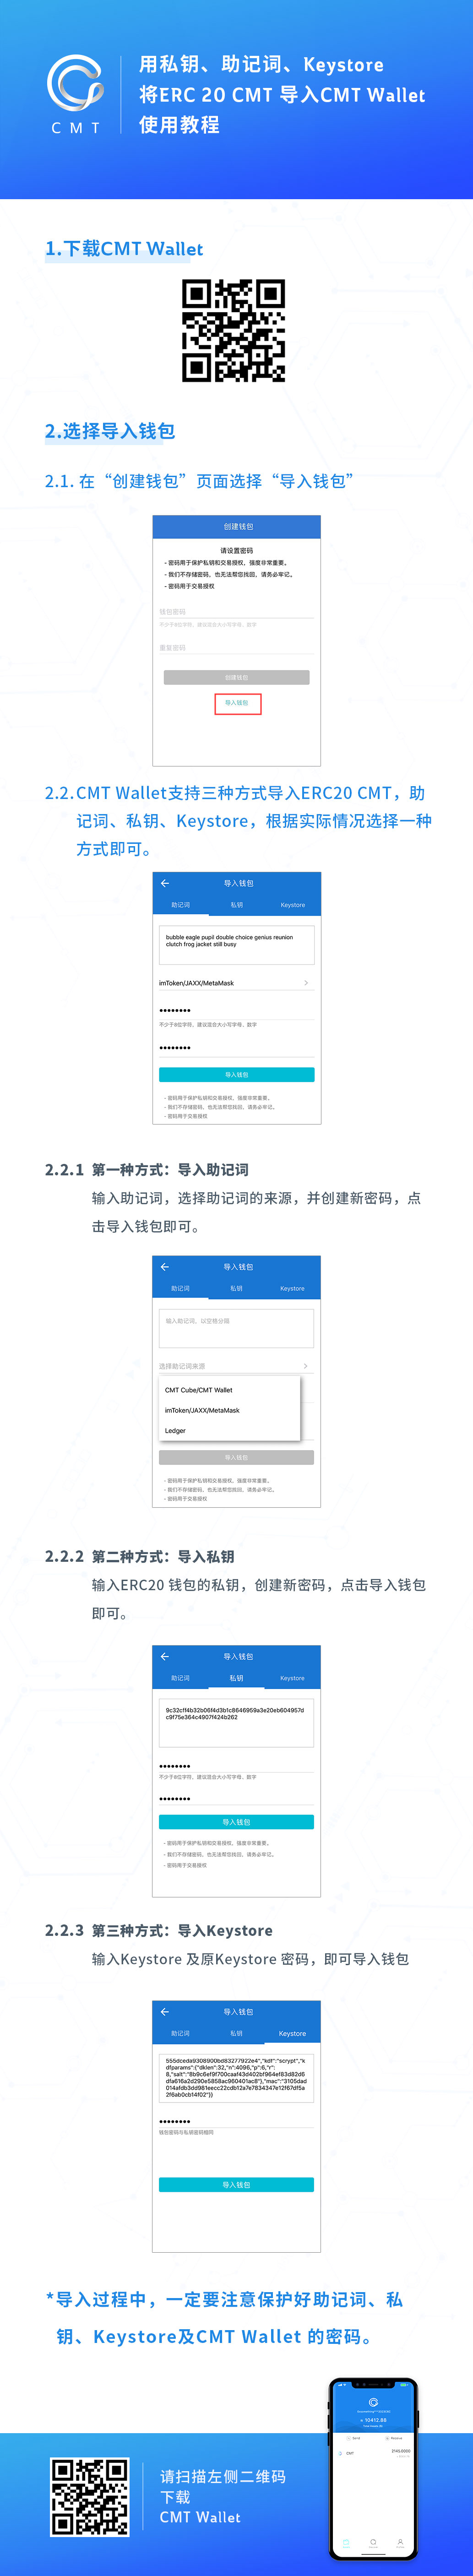 用私钥、助记词、Keystore
将ERC 20 CMT 导入CMT Wallet
使用教程
CMT
1.下载CMT Wallet
2.选择导入钱包
2.1. 在“创建钱包”页面选择“导入钱包”
创建钱包
请设置密码
- 密码用于保护私钥和交易授权，强度非常重要。
- 我们不存储密码，也无法帮您找回，请务必牢记。
- 密码用于交易授权
钱包密码
不少于8位字符，建议混合大小写字母、数字
重复密码
创建钱包
导入钱包
2.2.CMT Wallet支持三种方式导入ERC20 CMT，助
记词、私钥、Keystore，根据实际情况选择一种
方式即可。
导入钱包
助记词 私钥 Keystore
bubble eagle pupil double choice genius reunion
clutch frog jacket still busy
imToken/JAXX/MetaMask
不少于8位字符，建议混合大小写字母、数字
导入钱包
- 密码用于保护私钥和交易授权，强度非常重要。
- 我们不存储密码，也无法帮您找回，请务必牢记。
- 密码用于交易授权
2.2.1 第一种方式：导入助记词
输入助记词，选择助记词的来源，并创建新密码，点
击导入钱包即可。
导入钱包
助记词 私钥 Keystore
输入助记词，以空格分隔
选择助记词来源
CMT Cube/CMT Wallet
imToken/JAXX/MetaMask
Ledger
导入钱包
- 密码用于保护私钥和交易授权，强度非常重要。
- 我们不存储密码，也无法帮您找回，请务必牢记。
- 密码用于交易授权
2.2.2 第二种方式：导入私钥
输入ERC20 钱包的私钥，创建新密码，点击导入钱包
即可。
导入钱包
助记词 私钥 Keystore
9c32cff4b32b06f4d3b1c8646959a3e20eb604957d
c9f75e364c4907f424b262
不少于8位字符，建议混合大小写字母、数字
导入钱包
- 密码用于保护私钥和交易授权，强度非常重要。
- 我们不存储密码，也无法帮您找回，请务必牢记。
- 密码用于交易授权
2.2.3 第三种方式：导入Keystore
输入Keystore 及原Keystore 密码，即可导入钱包
导入钱包
助记词 私钥 Keystore
555dceda9308900bd83277922e4","kdf":"scrypt","k
dfparams":{"dklen":32,"n":4096,"p":6,"r":
8,"salt":"8b9c6ef9f700caaf43d402bf964ef83d82d6
dfa616a2d290e5858ac960401ac8"},"mac":"3105dad
014afdb3dd981eecc22cdb12a7e7834347e12f67df5a
2f6ab0cb14f02"}}
钱包密码与私钥密码相同
导入钱包
*导入过程中，一定要注意保护好助记词、私
钥、Keystore及CMT Wallet 的密码。
≈ 10412.88
Send Receive
CMT
请扫描左侧二维码
下载
CMT Wallet